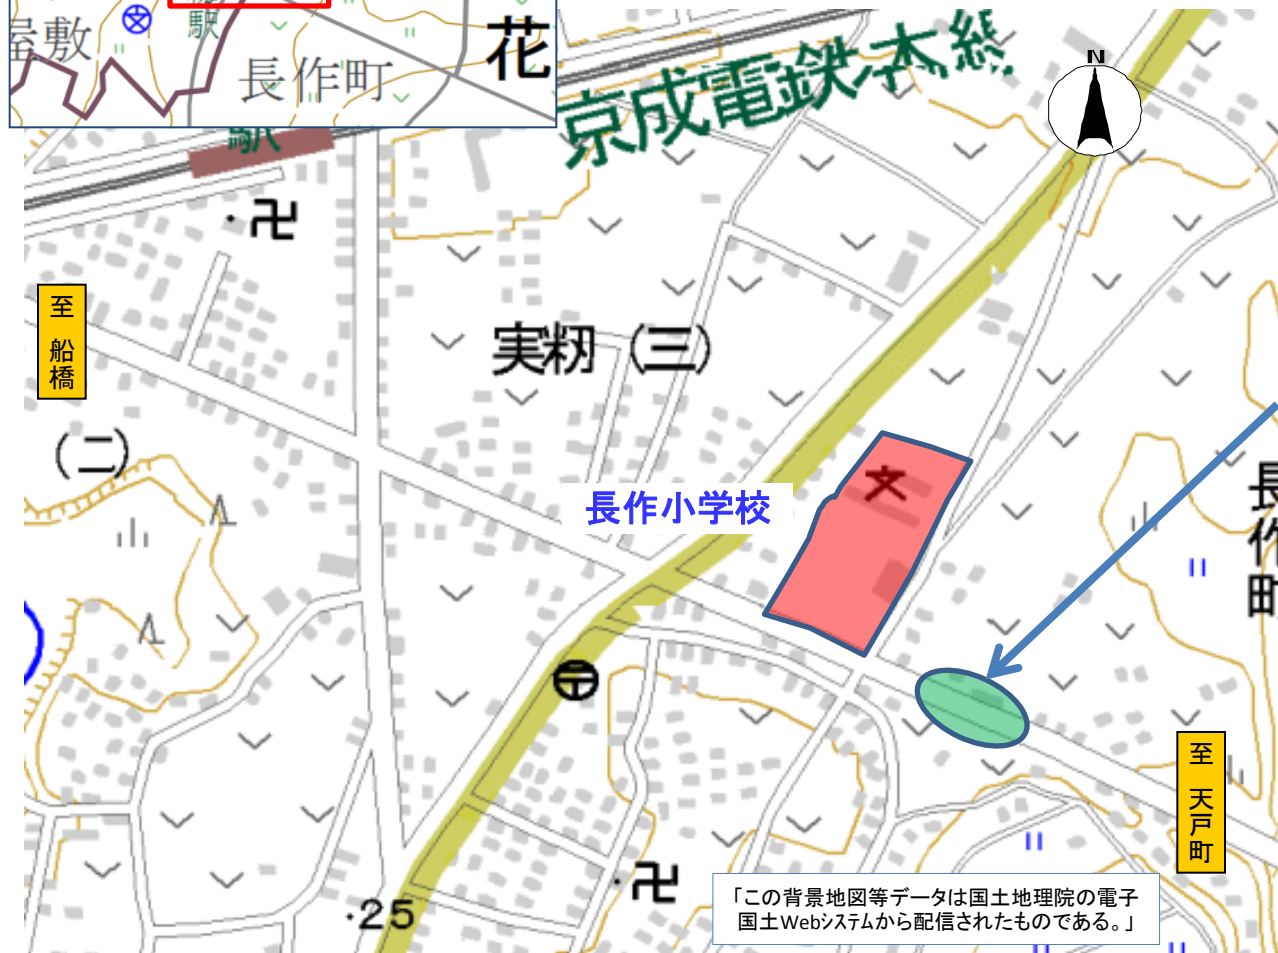 屋敷
駅
長作町
花
京成電鉄本線
駅
N
至 船橋
実籾 (三)
(二)
長作小学校
文
長作町
至 天戸町
・25
「この背景地図等データは国土地理院の電子
国土Webシステムから配信されたものである。」